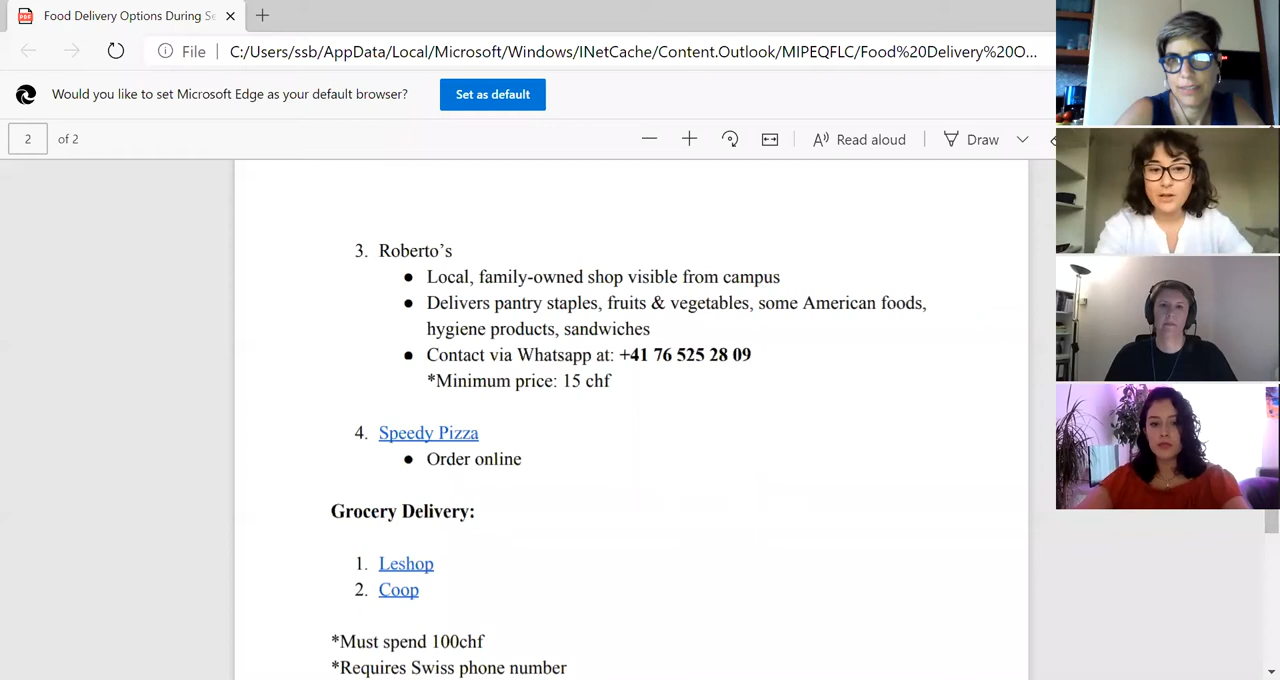 Food Delivery Options During Se
File
C:/Users/ssb/AppData/Local/Microsoft/Windows/INetCache/Content.Outlook/MIPEQFLC/Food%20Delivery%20O...
Would you like to set Microsoft Edge as your default browser?
Set as default
2 of 2
Read aloud
Draw
3. Roberto’s
● Local, family-owned shop visible from campus
● Delivers pantry staples, fruits & vegetables, some American foods,
hygiene products, sandwiches
● Contact via Whatsapp at: +41 76 525 28 09
*Minimum price: 15 chf
4. Speedy Pizza
● Order online
Grocery Delivery:
1. Leshop
2. Coop
*Must spend 100chf
*Requires Swiss phone number